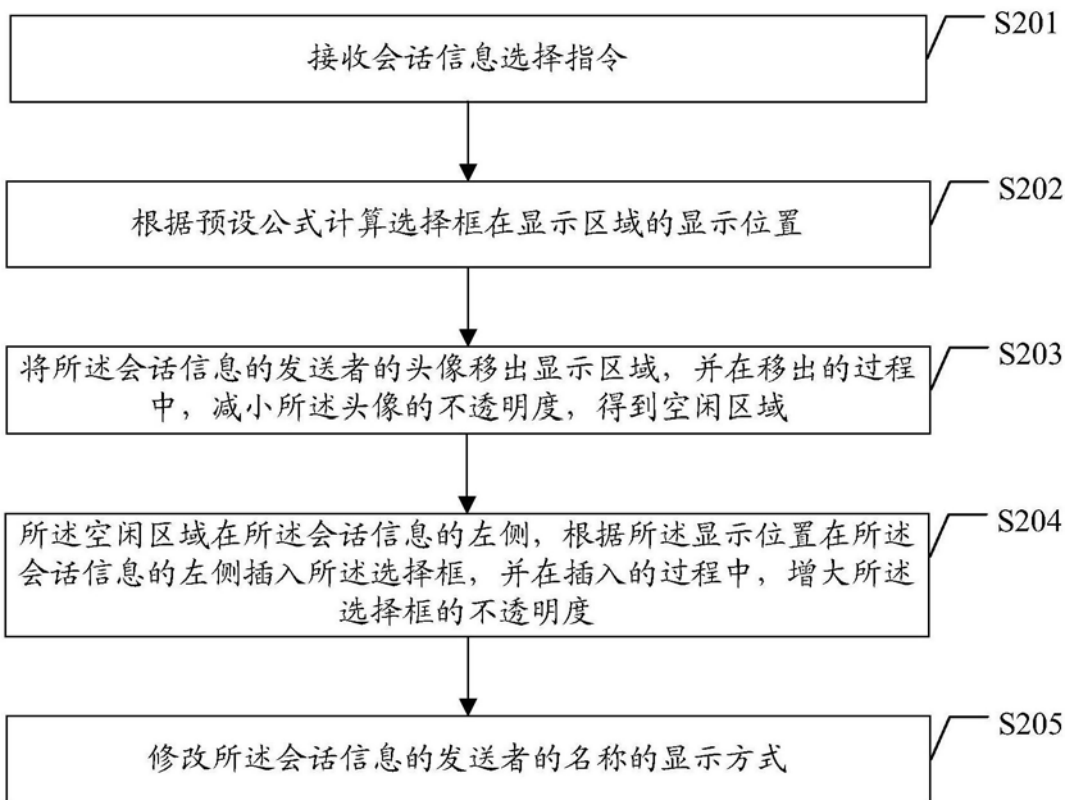 S201
接收会话信息选择指令
S202
根据预设公式计算选择框在显示区域的显示位置
S203
将所述会话信息的发送者的头像移出显示区域，并在移出的过程
中，减小所述头像的不透明度，得到空闲区域
S204
所述空闲区域在所述会话信息的左侧，根据所述显示位置在所述
会话信息的左侧插入所述选择框，并在插入的过程中，增大所述
选择框的不透明度
S205
修改所述会话信息的发送者的名称的显示方式